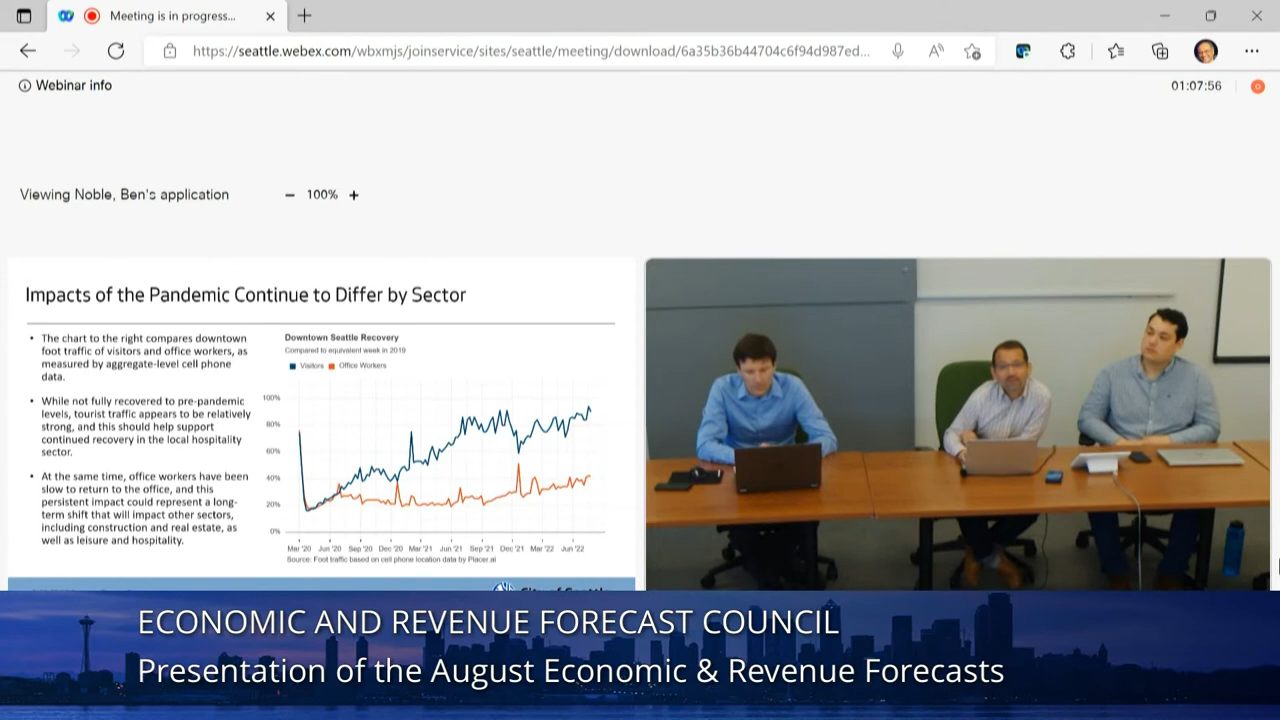 Meeting is in progress...
https://seattle.webex.com/wbxmjs/joinservice/sites/seattle/meeting/download/6a35b36b44704c6f94d987ed...
Webinar info
01:07:56
Viewing Noble, Ben's application
− 100% +
Impacts of the Pandemic Continue to Differ by Sector
• The chart to the right compares downtown
foot traffic of visitors and office workers, as
measured by aggregate-level cell phone
data.
• While not fully recovered to pre-pandemic
levels, tourist traffic appears to be relatively
strong, and this should help support
continued recovery in the local hospitality
sector.
• At the same time, office workers have been
slow to return to the office, and this
persistent impact could represent a long-
term shift that will impact other sectors,
including construction and real estate, as
well as leisure and hospitality.
Downtown Seattle Recovery
Compared to equivalent week in 2019
Visitors Office Workers
100%
80%
60%
40%
20%
0%
Mar '20 Jun '20 Sep '20 Dec '20 Mar '21 Jun '21 Sep '21 Dec '21 Mar '22 Jun '22
Source: Foot traffic based on cell phone location data by Placer.ai
ECONOMIC AND REVENUE FORECAST COUNCIL
Presentation of the August Economic & Revenue Forecasts